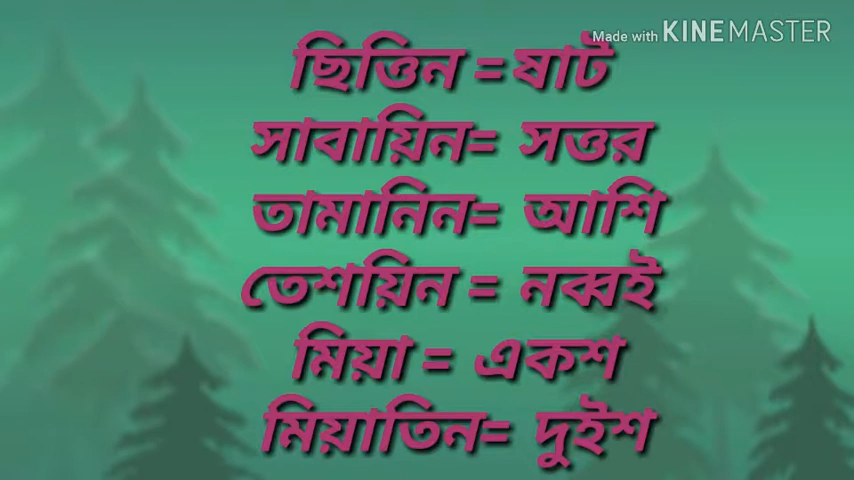 Made with KINEMASTER
ছিত্তিন =ষাট
সাবায়িন= সত্তর
তামানিন= আশি
তেশয়িন = নব্বই
মিয়া = একশ
মিয়াতিন= দুইশ